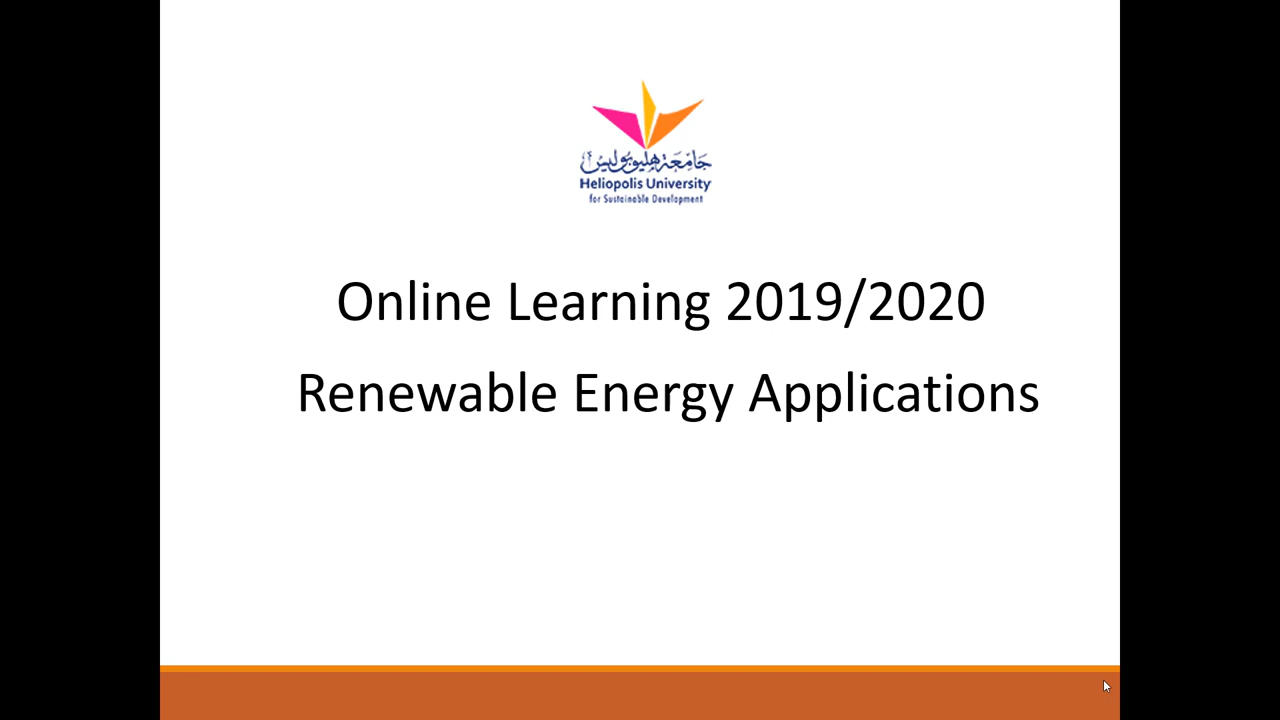 جامعة هليوبوليس
Heliopolis University
for Sustainable Development
Online Learning 2019/2020
Renewable Energy Applications